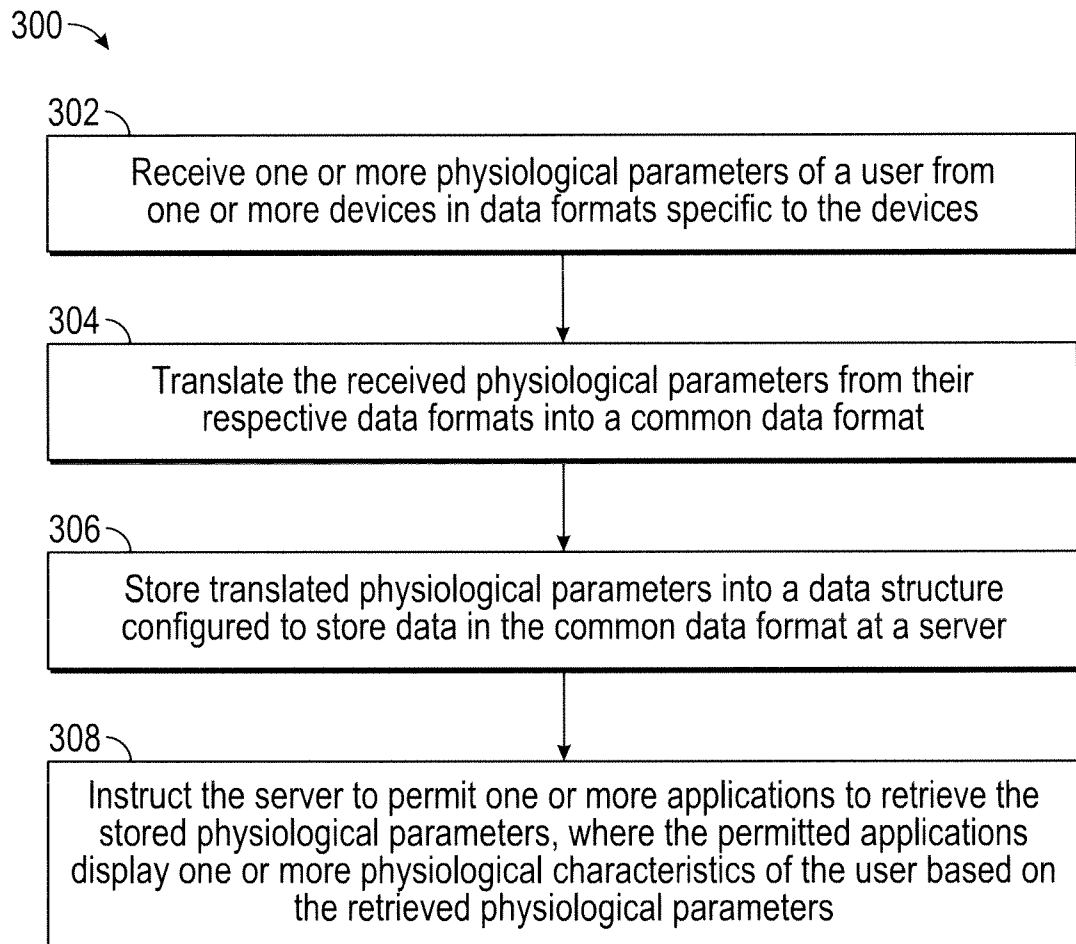 300
302
Receive one or more physiological parameters of a user from
one or more devices in data formats specific to the devices
304
Translate the received physiological parameters from their
respective data formats into a common data format
306
Store translated physiological parameters into a data structure
configured to store data in the common data format at a server
308
Instruct the server to permit one or more applications to retrieve the
stored physiological parameters, where the permitted applications
display one or more physiological characteristics of the user based on
the retrieved physiological parameters